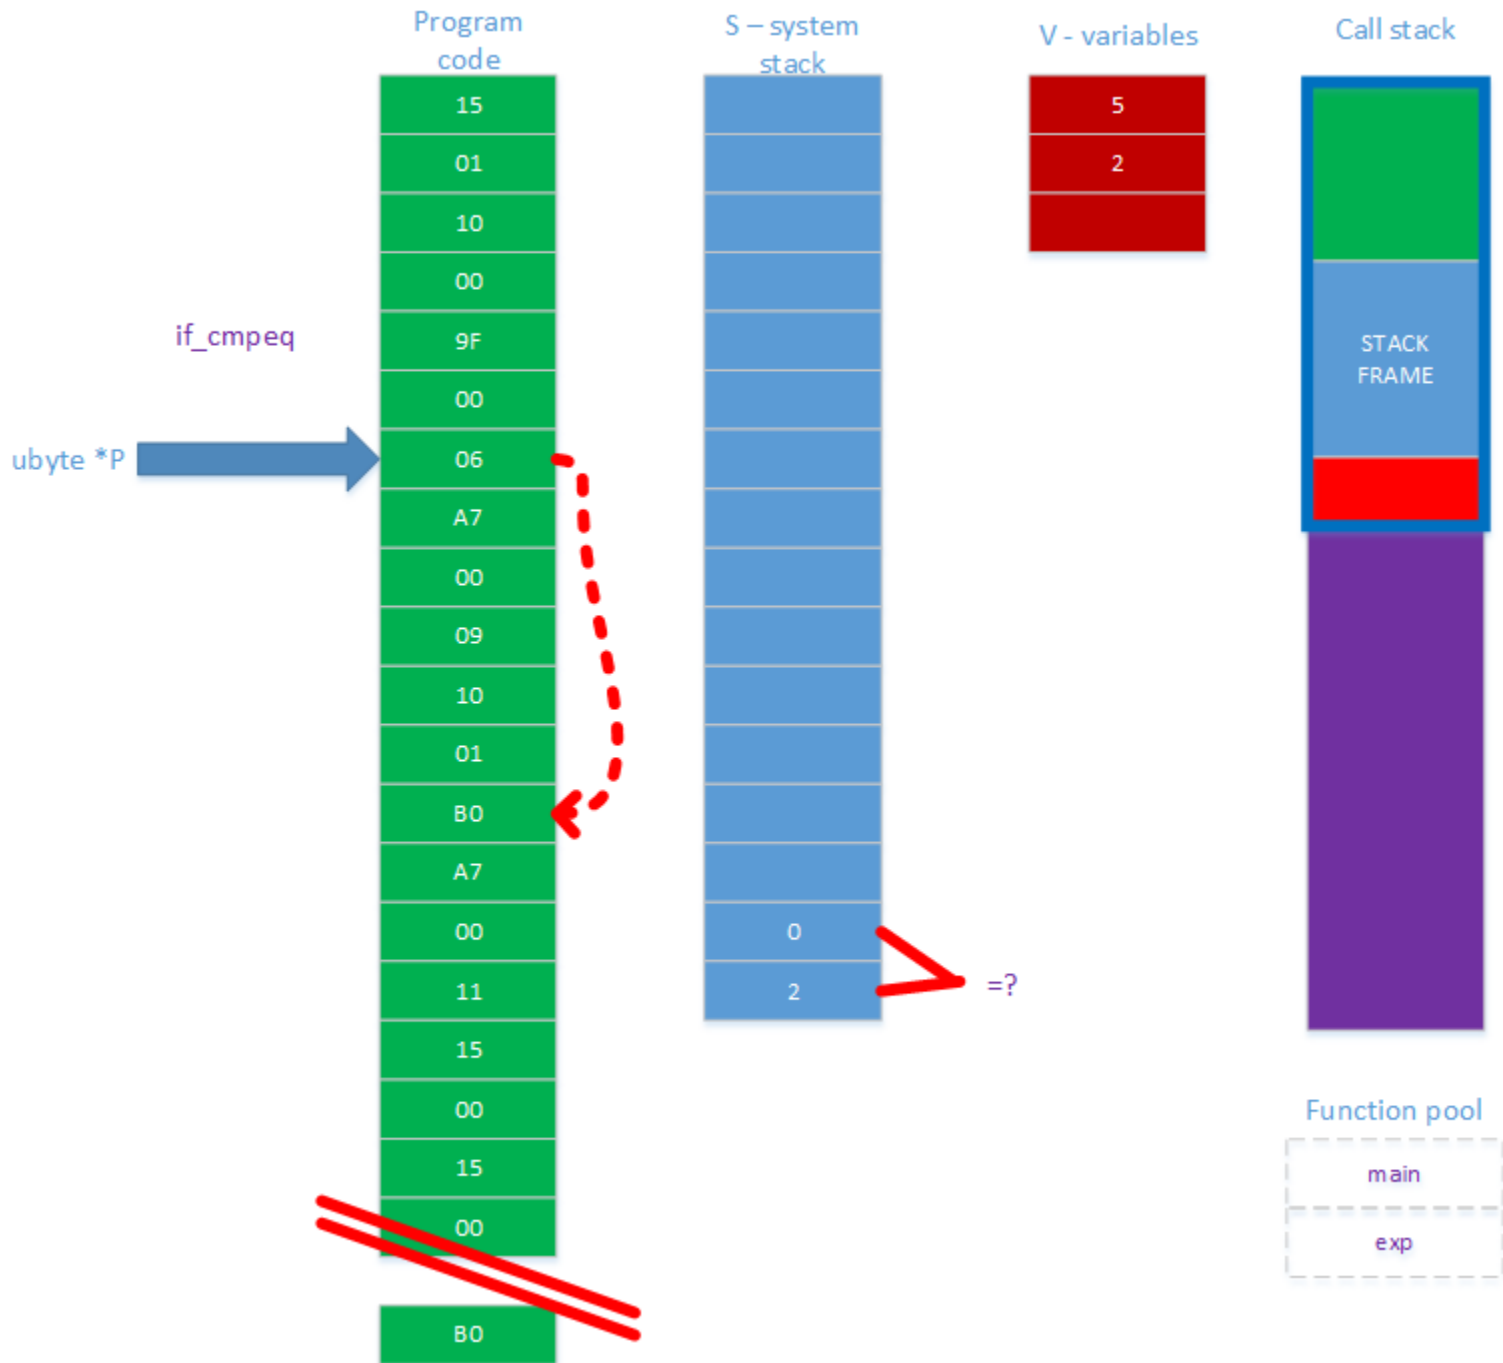 Program
code
S – system
stack
V - variables
Call stack
15
01
10
00
9F
00
06
A7
00
09
10
01
B0
A7
00
11
15
00
15
00
B0
if_cmpeq
ubyte *P
0
2
=?
5
2
STACK
FRAME
Function pool
main
exp